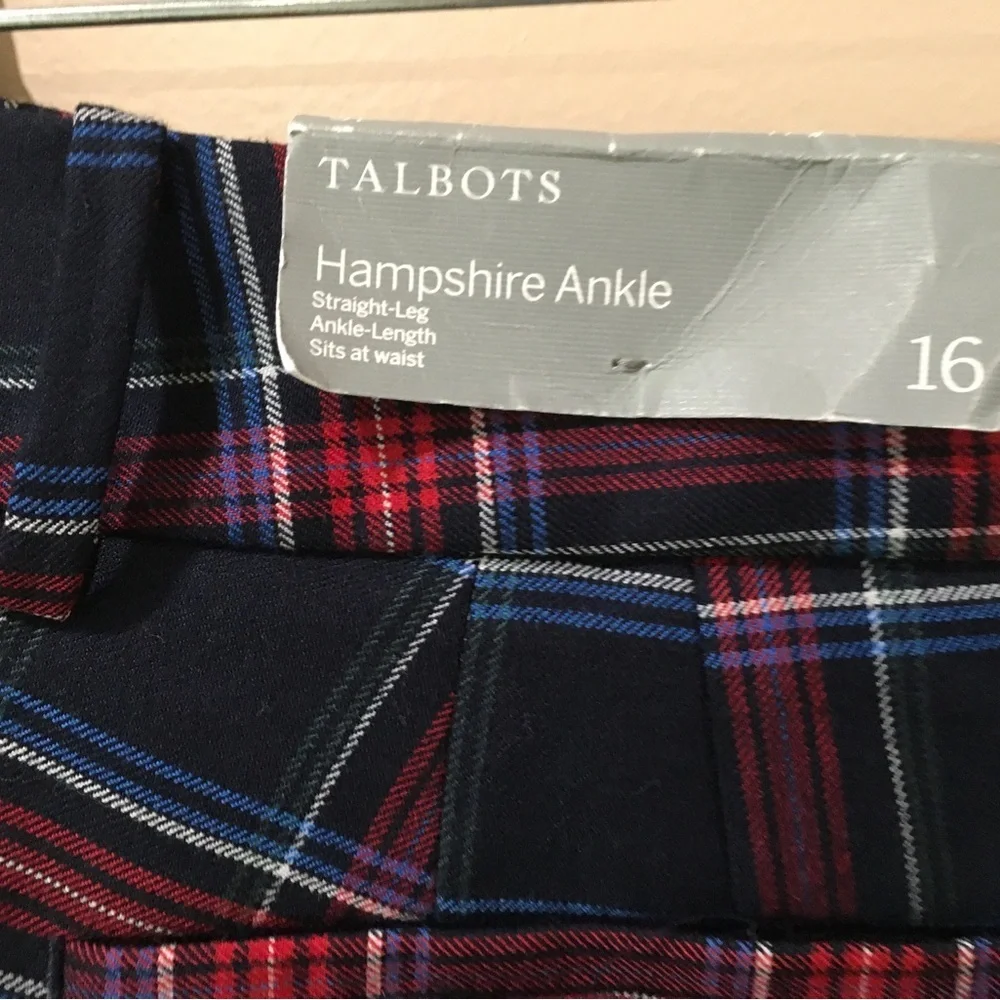 TALBOTS
Hampshire Ankle
Straight-Leg
Ankle-Length
Sits at waist
16